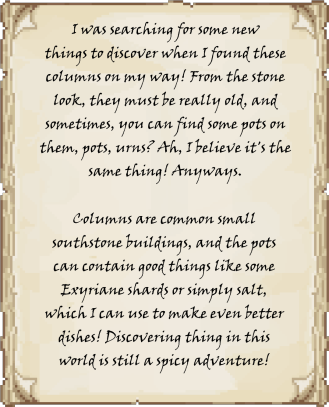 I was searching for some new
things to discover when I found these
columns on my way! From the stone
look, they must be really old, and
sometimes, you can find some pots on
them, pots, urns? Ah, I believe it's the
same thing! Anyways.
Columns are common small
southstone buildings, and the pots
can contain good things like some
Exyriane shards or simply salt,
which I can use to make even better
dishes! Discovering thing in this
world is still a spicy adventure!